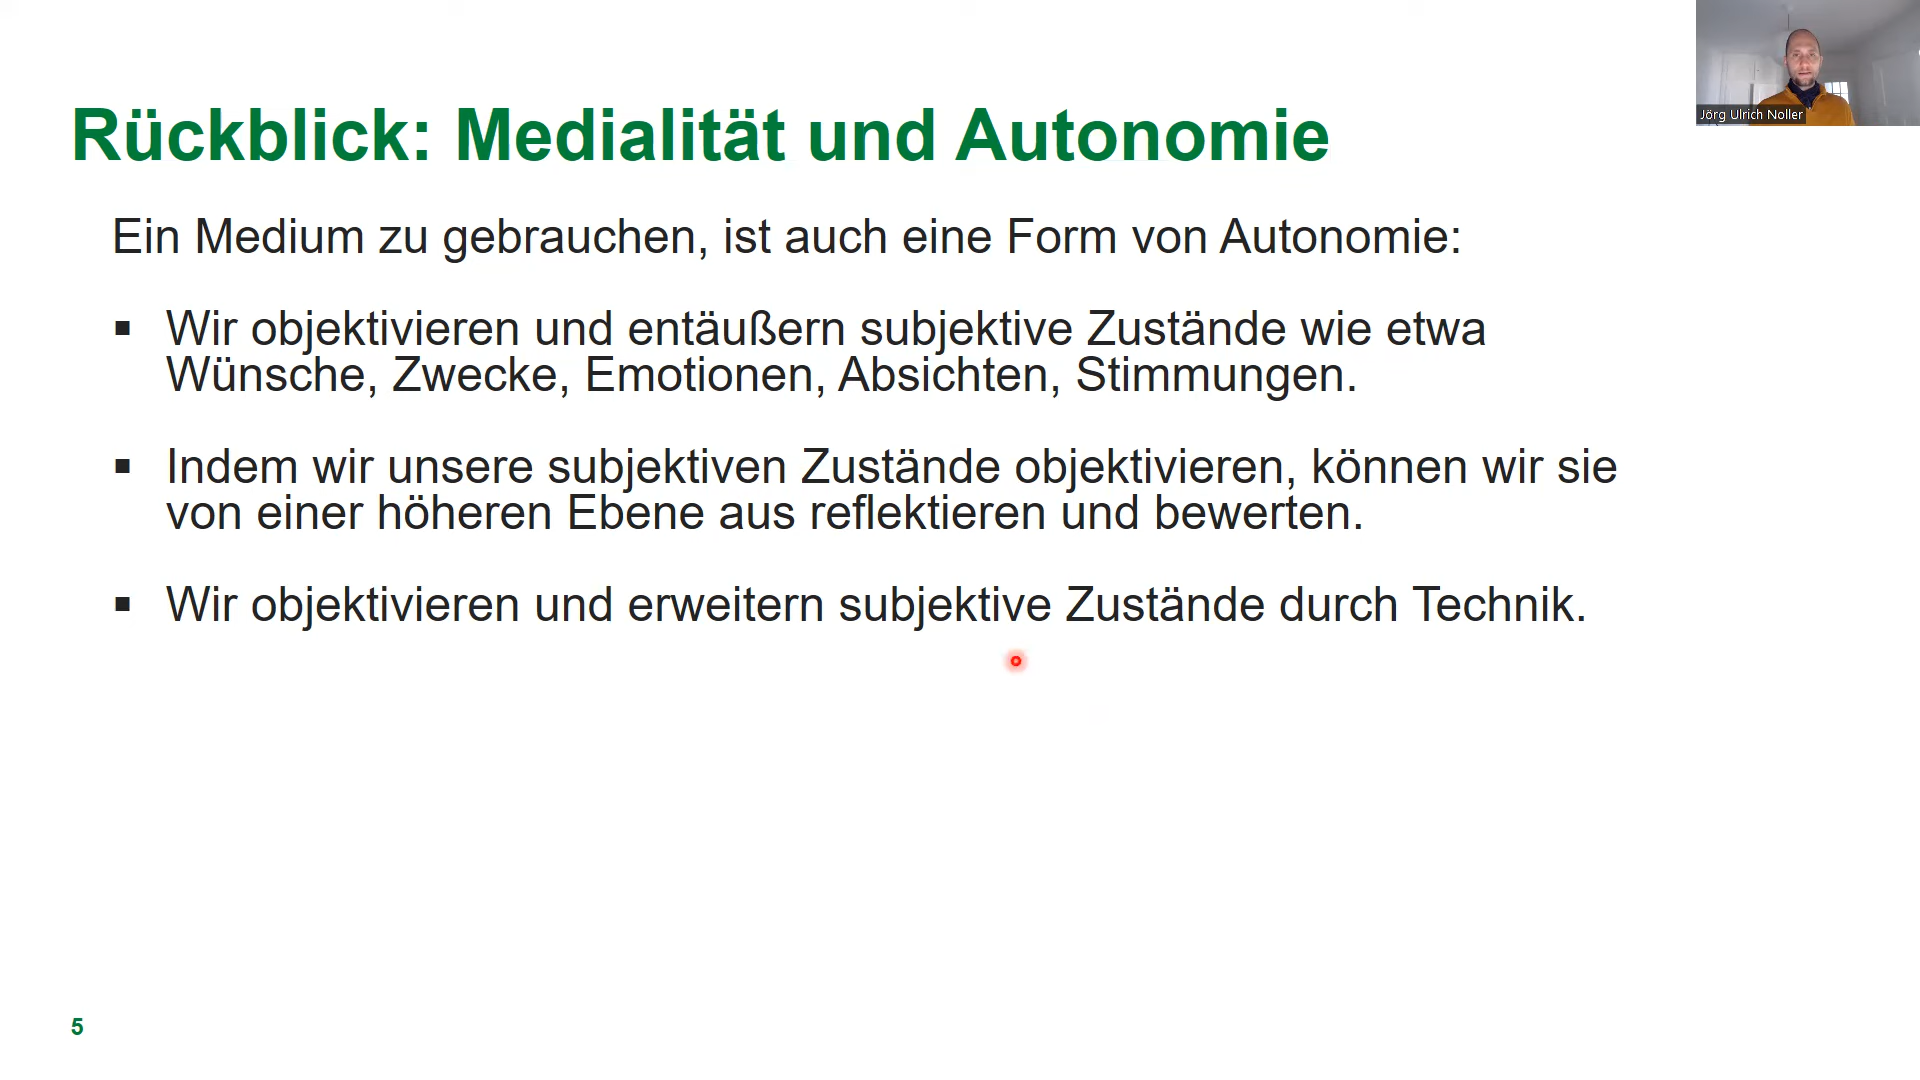 Rückblick: Medialität und Autonomie
Jörg Ulrich Noller
Ein Medium zu gebrauchen, ist auch eine Form von Autonomie:
▪ Wir objektivieren und entäußern subjektive Zustände wie etwa
Wünsche, Zwecke, Emotionen, Absichten, Stimmungen.
▪ Indem wir unsere subjektiven Zustände objektivieren, können wir sie
von einer höheren Ebene aus reflektieren und bewerten.
▪ Wir objektivieren und erweitern subjektive Zustände durch Technik.
5